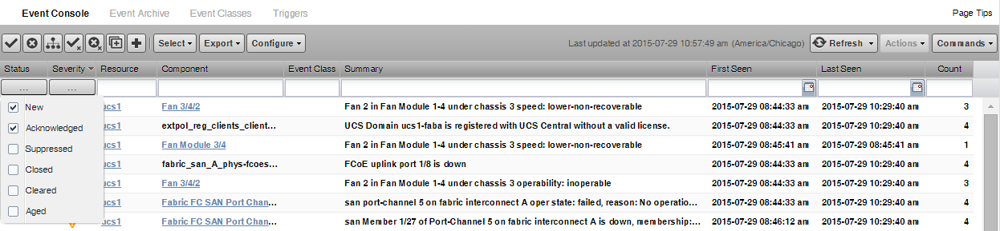 Event Console Event Archive Event Classes Triggers Page Tips
Select Export Configure Last updated at 2015-07-29 10:57:49 am (America/Chicago) Refresh Actions Commands
Status Severity Resource Component Event Class Summary First Seen Last Seen Count
... ...
New ucs1 Fan 3/4/2 Fan 2 in Fan Module 1-4 under chassis 3 speed: lower-non-recoverable 2015-07-29 08:44:33 am 2015-07-29 10:29:40 am 3
Acknowledged ucs1 extpol_reg_clients_client... UCS Domain ucs1-faba is registered with UCS Central without a valid license. 2015-07-29 08:44:33 am 2015-07-29 10:29:40 am 4
Suppressed ucs1 Fan Module 3/4 Fan 2 in Fan Module 1-4 under chassis 3 speed: lower-non-recoverable 2015-07-29 08:45:41 am 2015-07-29 08:45:41 am 1
Closed ucs1 fabric_san_A_phys-fcoes... FCoE uplink port 1/8 is down 2015-07-29 08:44:33 am 2015-07-29 10:29:40 am 4
Cleared ucs1 Fan 3/4/2 Fan 2 in Fan Module 1-4 under chassis 3 operability: inoperable 2015-07-29 08:44:33 am 2015-07-29 10:29:40 am 3
Aged ucs1 Fabric FC SAN Port Chan... san port-channel 5 on fabric interconnect A oper state: failed, reason: No operatio... 2015-07-29 08:44:33 am 2015-07-29 10:29:40 am 4
ucs1 Fabric FC SAN Port Chan... san Member 1/27 of Port-Channel 5 on fabric interconnect A is down, membership:... 2015-07-29 08:46:12 am 2015-07-29 10:29:40 am 4